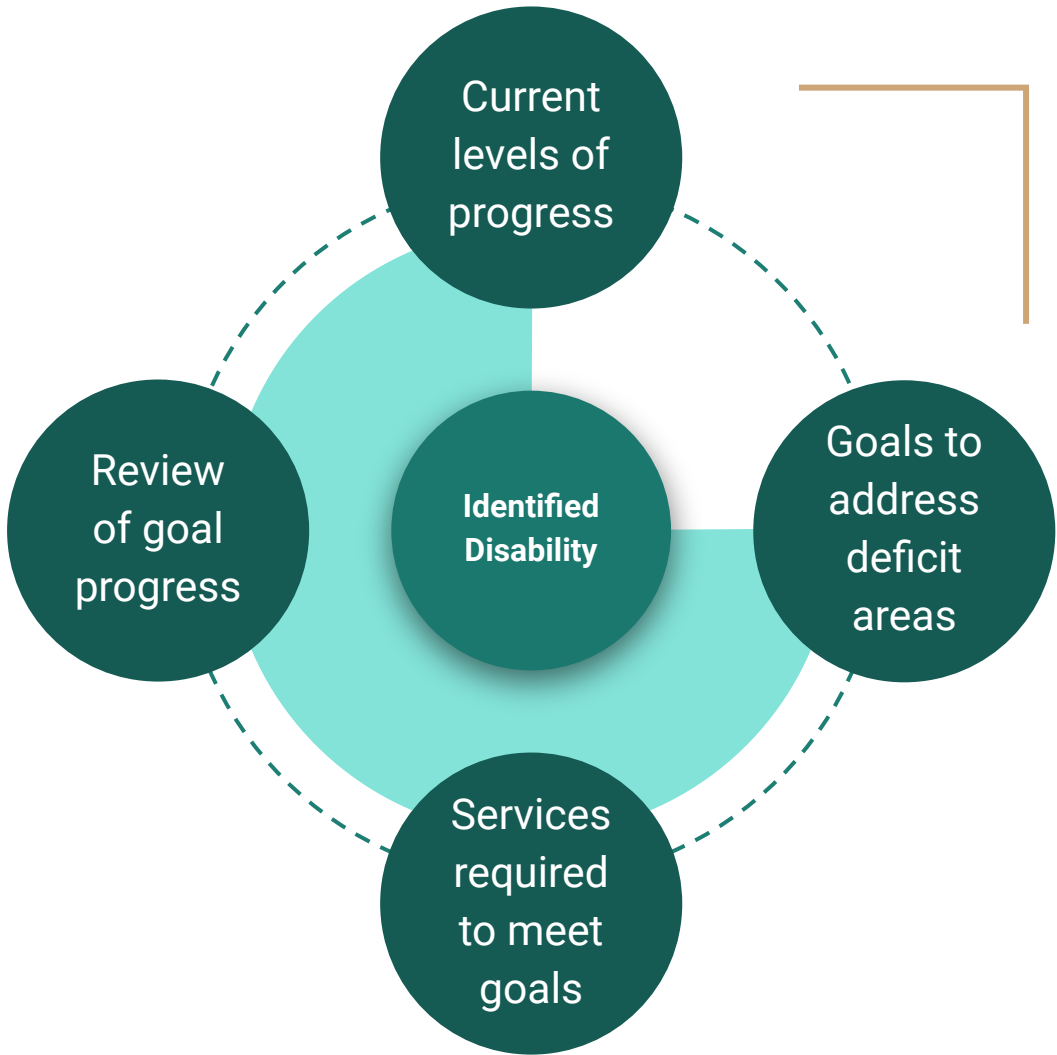 Current
levels of
progress
Goals to
address
deficit
areas
Services
required
to meet
goals
Review
of goal
progress
Identified
Disability